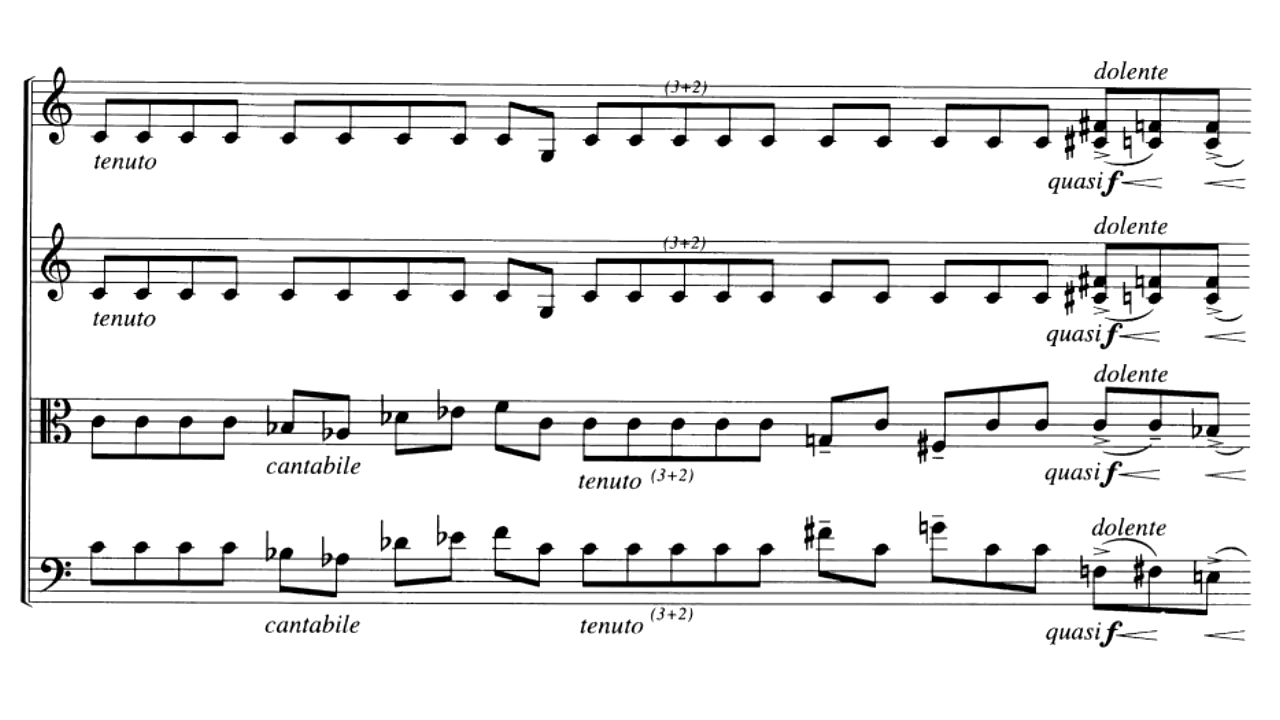 dolente
(3+2)
tenuto
quasi f
dolente
(3+2)
tenuto
quasi f
dolente
cantabile
tenuto (3+2)
quasi f
dolente
cantabile
tenuto (3+2)
quasi f